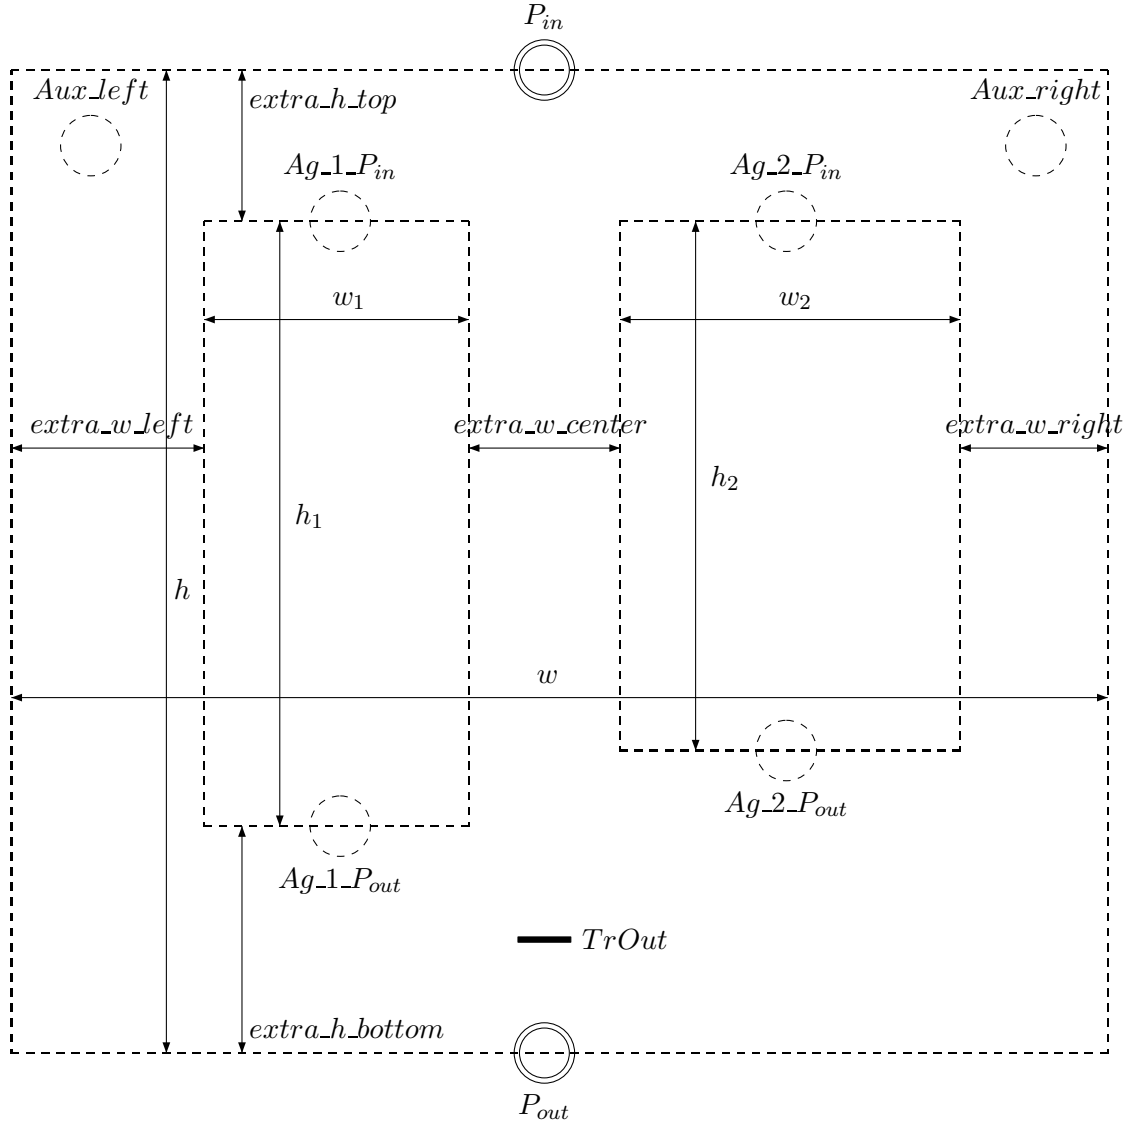 P_in
Aux_left
extra_h_top
Aux_right
Ag_1_P_in
Ag_2_P_in
w_1
w_2
extra_w_left
extra_w_center
extra_w_right
h_2
h_1
h
w
Ag_2_P_out
Ag_1_P_out
TrOut
extra_h_bottom
P_out